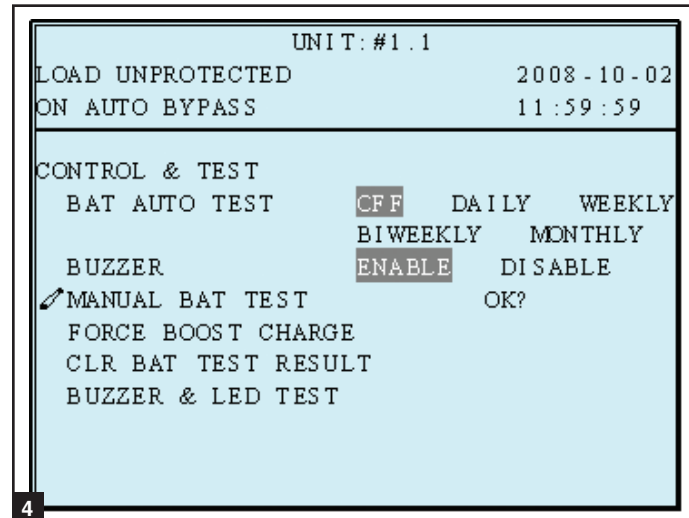 UNIT:#1.1
LOAD UNPROTECTED 2008-10-02
ON AUTO BYPASS 11:59:59
CONTROL & TEST
BAT AUTO TEST CFF DAILY WEEKLY
BIWEEKLY MONTHLY
BUZZER ENABLE DISABLE
MANUAL BAT TEST OK?
FORCE BOOST CHARGE
CLR BAT TEST RESULT
BUZZER & LED TEST
4